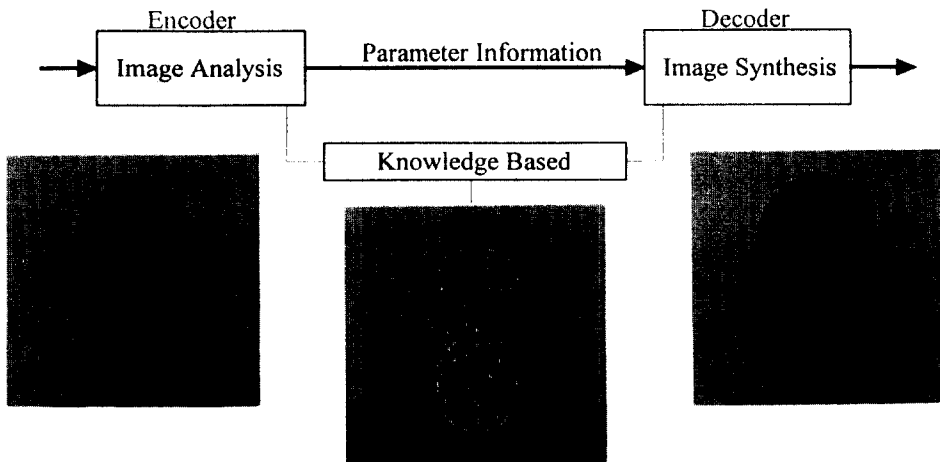 Encoder
Decoder
Image Analysis
Parameter Information
Image Synthesis
Knowledge Based